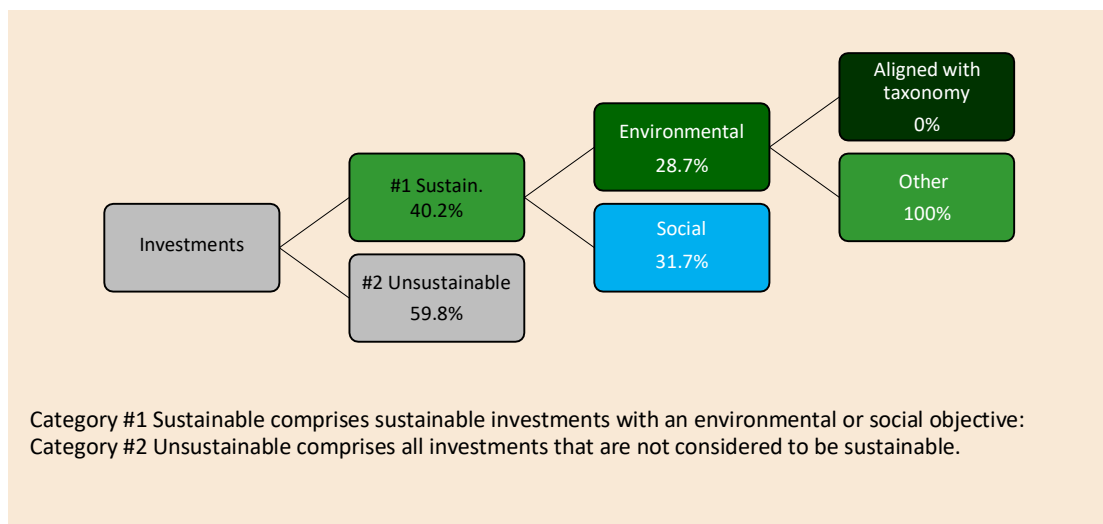 Investments
#1 Sustain.
40.2%
#2 Unsustainable
59.8%
Environmental
28.7%
Social
31.7%
Aligned with
taxonomy
0%
Other
100%
Category #1 Sustainable comprises sustainable investments with an environmental or social objective:
Category #2 Unsustainable comprises all investments that are not considered to be sustainable.